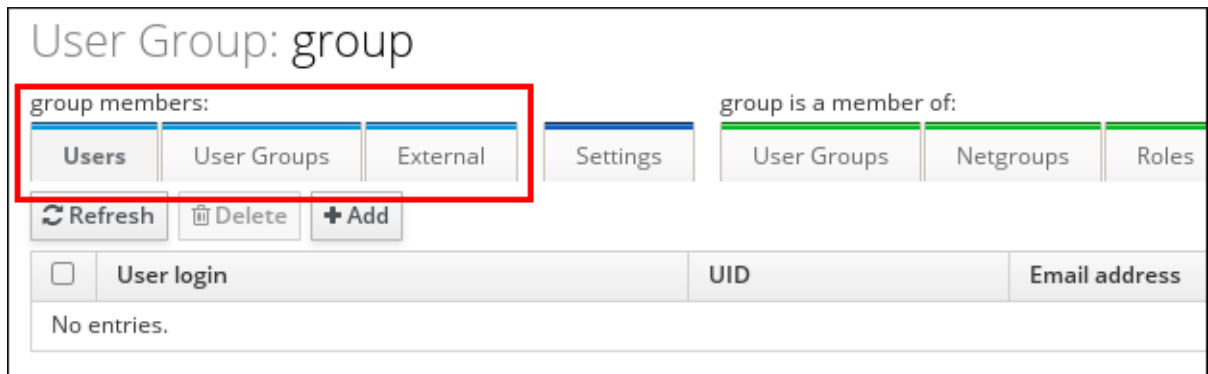 User Group: group
group members: group is a member of:
Users User Groups External Settings User Groups Netgroups Roles
Refresh Delete Add
User login UID Email address
No entries.